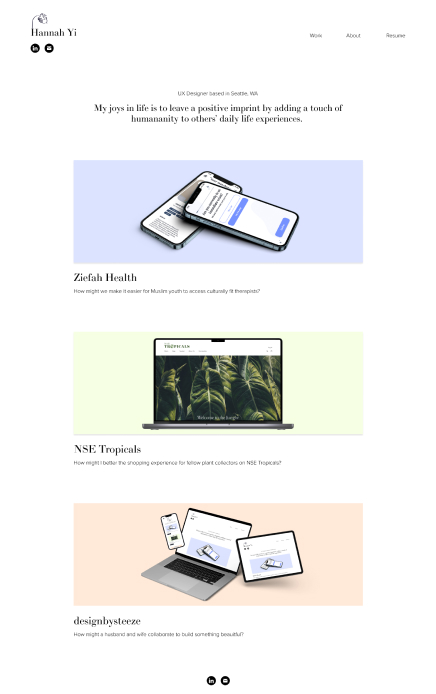 Hannah Yi
Work
About
Resume
UX Designer based in Seattle, WA
My joys in life is to leave a positive imprint by adding a touch of
humananity to others' daily life experiences.
Ziefah Health
How might we make it easier for Muslim youth to access culturally fit therapists?
TROPICALS
Welcome to the Jungle
NSE Tropicals
How might I better the shopping experience for fellow plant collectors on NSE Tropicals?
designbysteeze
How might a husband and wife collaborate to build something beautiful?